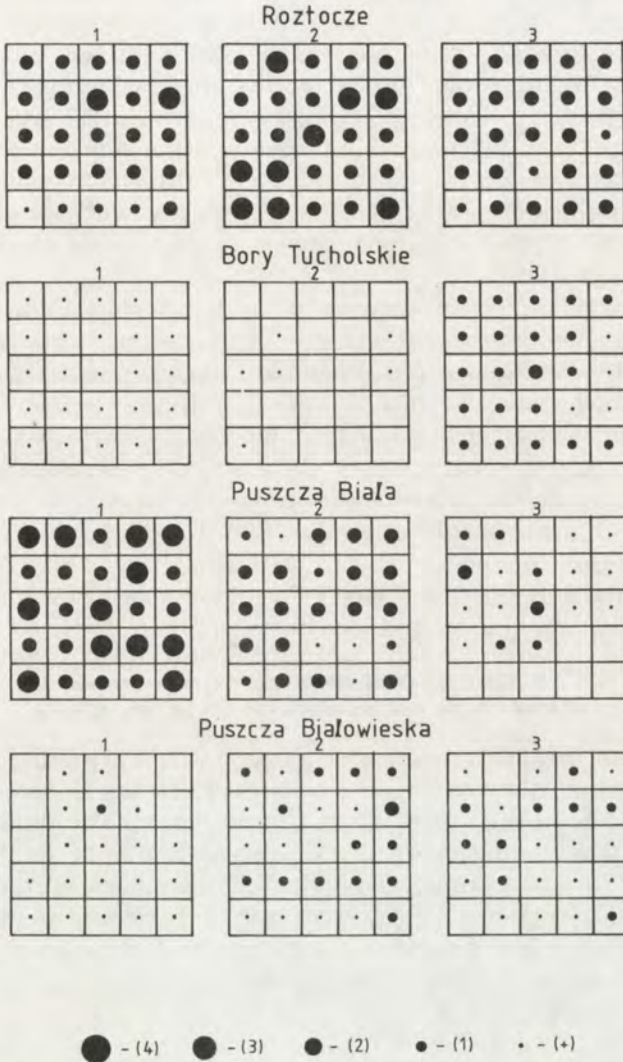 Roztocze
1 2 3
Bory Tucholskie
1 2 3
Puszcza Biała
1 2 3
Puszcza Białowieska
1 2 3
- (4) - (3) - (2) - (1) - (+)